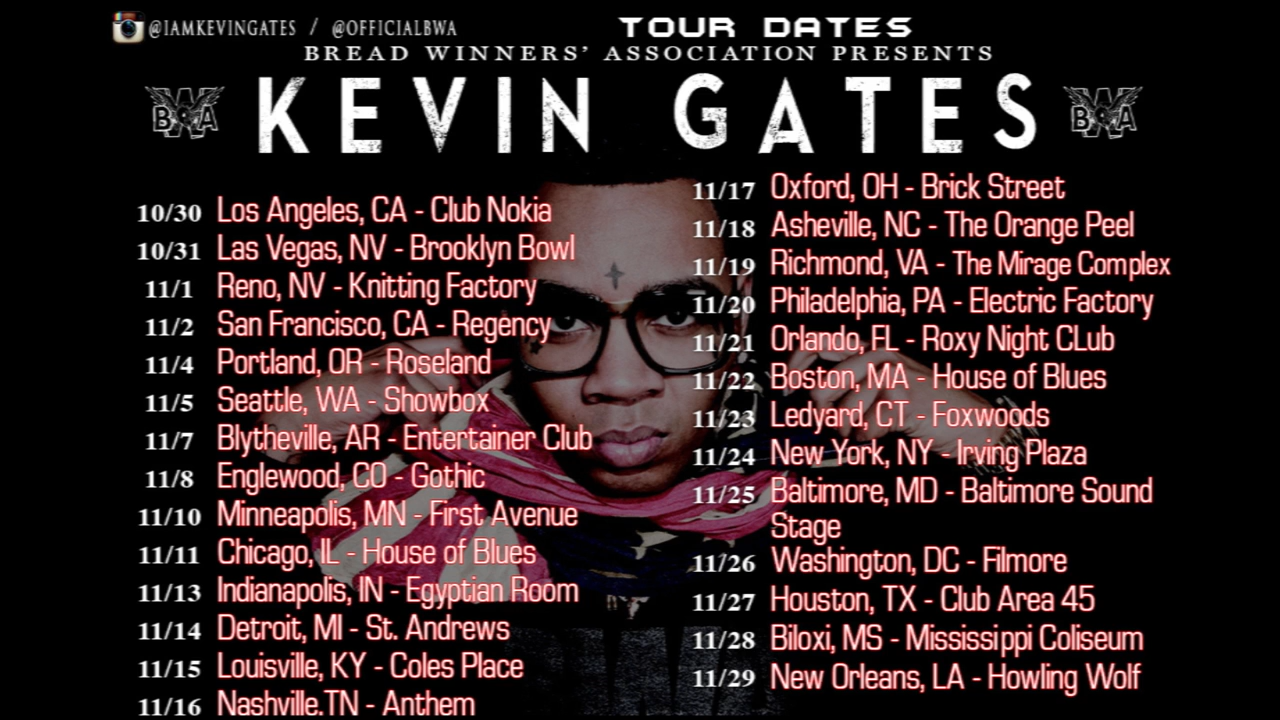 @IAMKEVINGATES / @OFFICIALBWA
TOUR DATES
BREAD WINNERS' ASSOCIATION PRESENTS
BWA
KEVIN GATES
BWA
10/30 Los Angeles, CA - Club Nokia
10/31 Las Vegas, NV - Brooklyn Bowl
11/1 Reno, NV - Knitting Factory
11/2 San Francisco, CA - Regency
11/4 Portland, OR - Roseland
11/5 Seattle, WA - Showbox
11/7 Blytheville, AR - Entertainer Club
11/8 Englewood, CO - Gothic
11/10 Minneapolis, MN - First Avenue
11/11 Chicago, IL - House of Blues
11/13 Indianapolis, IN - Egyptian Room
11/14 Detroit, MI - St. Andrews
11/15 Louisville, KY - Coles Place
11/16 Nashville.TN - Anthem
11/17 Oxford, OH - Brick Street
11/18 Asheville, NC - The Orange Peel
11/19 Richmond, VA - The Mirage Complex
11/20 Philadelphia, PA - Electric Factory
11/21 Orlando, FL - Roxy Night CLub
11/22 Boston, MA - House of Blues
11/23 Ledyard, CT - Foxwoods
11/24 New York, NY - Irving Plaza
11/25 Baltimore, MD - Baltimore Sound
Stage
11/26 Washington, DC - Filmore
11/27 Houston, TX - Club Area 45
11/28 Biloxi, MS - Mississippi Coliseum
11/29 New Orleans, LA - Howling Wolf